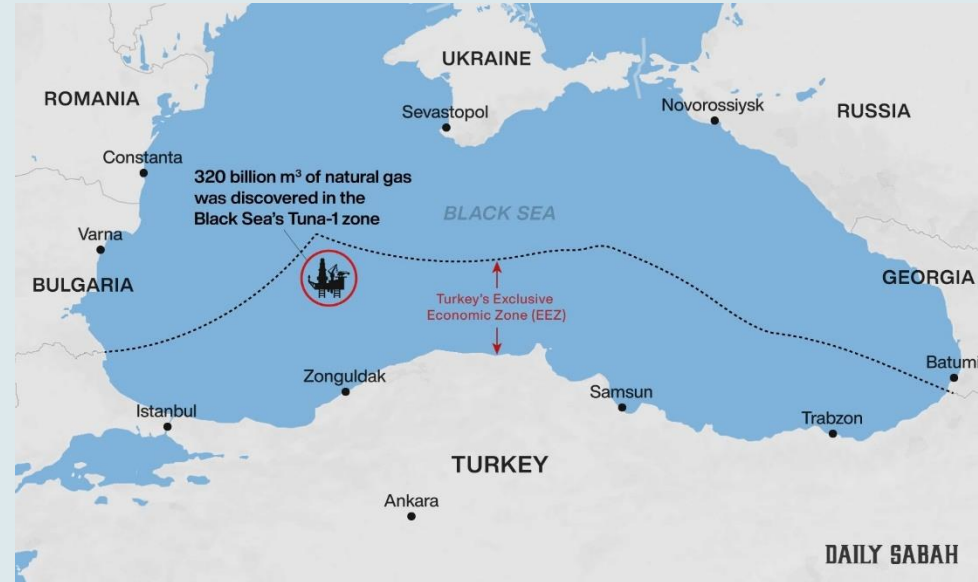 UKRAINE
ROMANIA
Sevastopol
Novorossiysk
RUSSIA
Constanta
320 billion m³ of natural gas
was discovered in the
Black Sea's Tuna-1 zone
BLACK SEA
Varna
BULGARIA
GEORGIA
Turkey's Exclusive
Economic Zone (EEZ)
Batumi
Zonguldak
Samsun
Istanbul
Trabzon
TURKEY
Ankara
DAILY SABAH